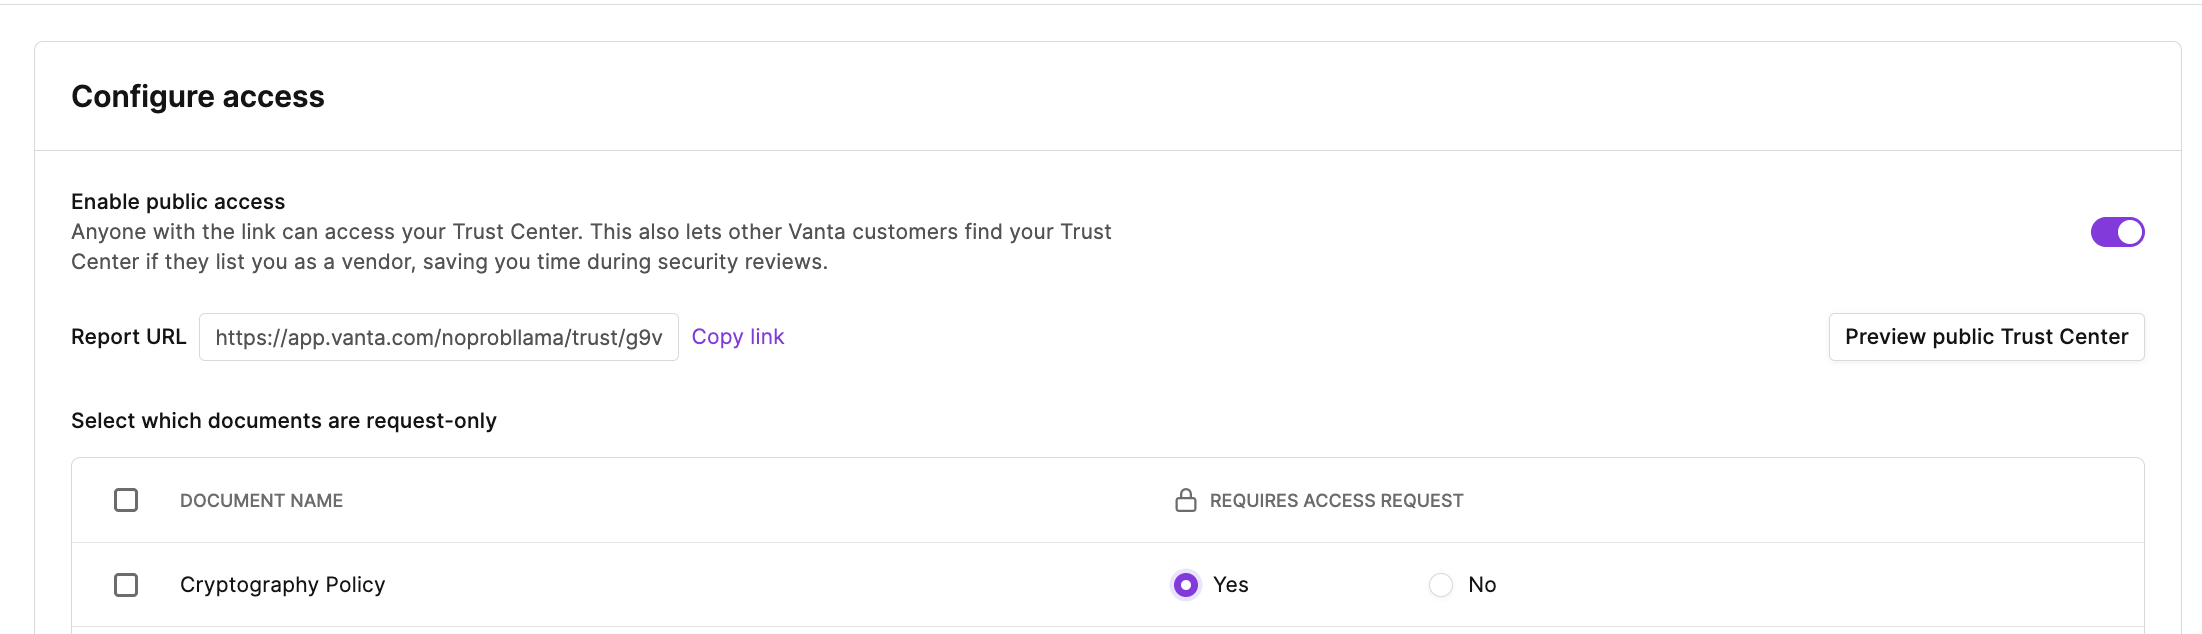 Configure access
Enable public access
Anyone with the link can access your Trust Center. This also lets other Vanta customers find your Trust
Center if they list you as a vendor, saving you time during security reviews.
Report URL https://app.vanta.com/noprobllama/trust/g9v Copy link Preview public Trust Center
Select which documents are request-only
DOCUMENT NAME REQUIRES ACCESS REQUEST
Cryptography Policy Yes No